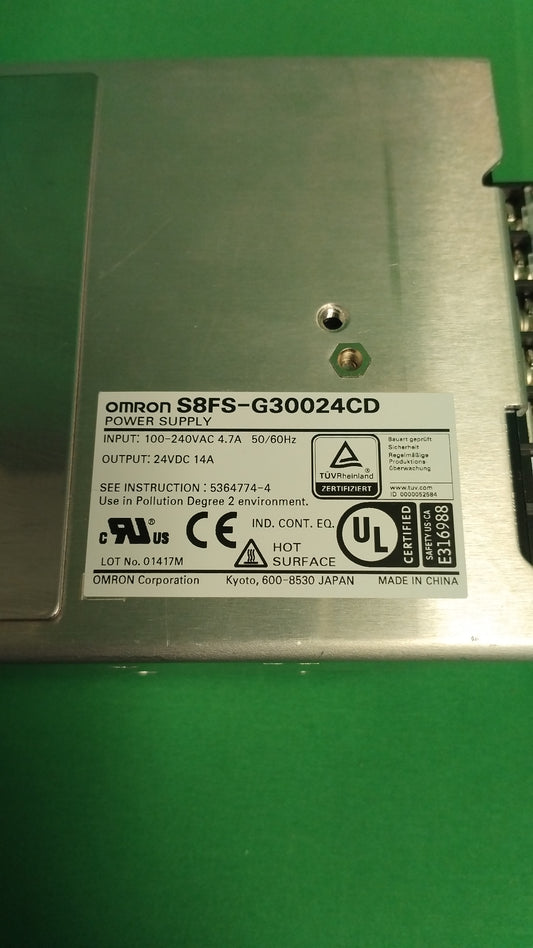 OMRON S8FS-G30024CD
POWER SUPPLY
INPUT: 100-240VAC 4.7A 50/60Hz
OUTPUT: 24VDC 14A
SEE INSTRUCTION: 5364774-4
Use in Pollution Degree 2 environment.
TÜVRheinland®
ZERTIFIZIERT
Bauart geprüft
Sicherheit
Regelmäßige
Produktions-
überwachung
www.tuv.com
ID 0000052584
c RU® US
CE
IND. CONT. EQ.
HOT
SURFACE
UL
CERTIFIED
SAFETY US-CA
E316988
LOT No. 01417M
OMRON Corporation Kyoto, 600-8530 JAPAN MADE IN CHINA